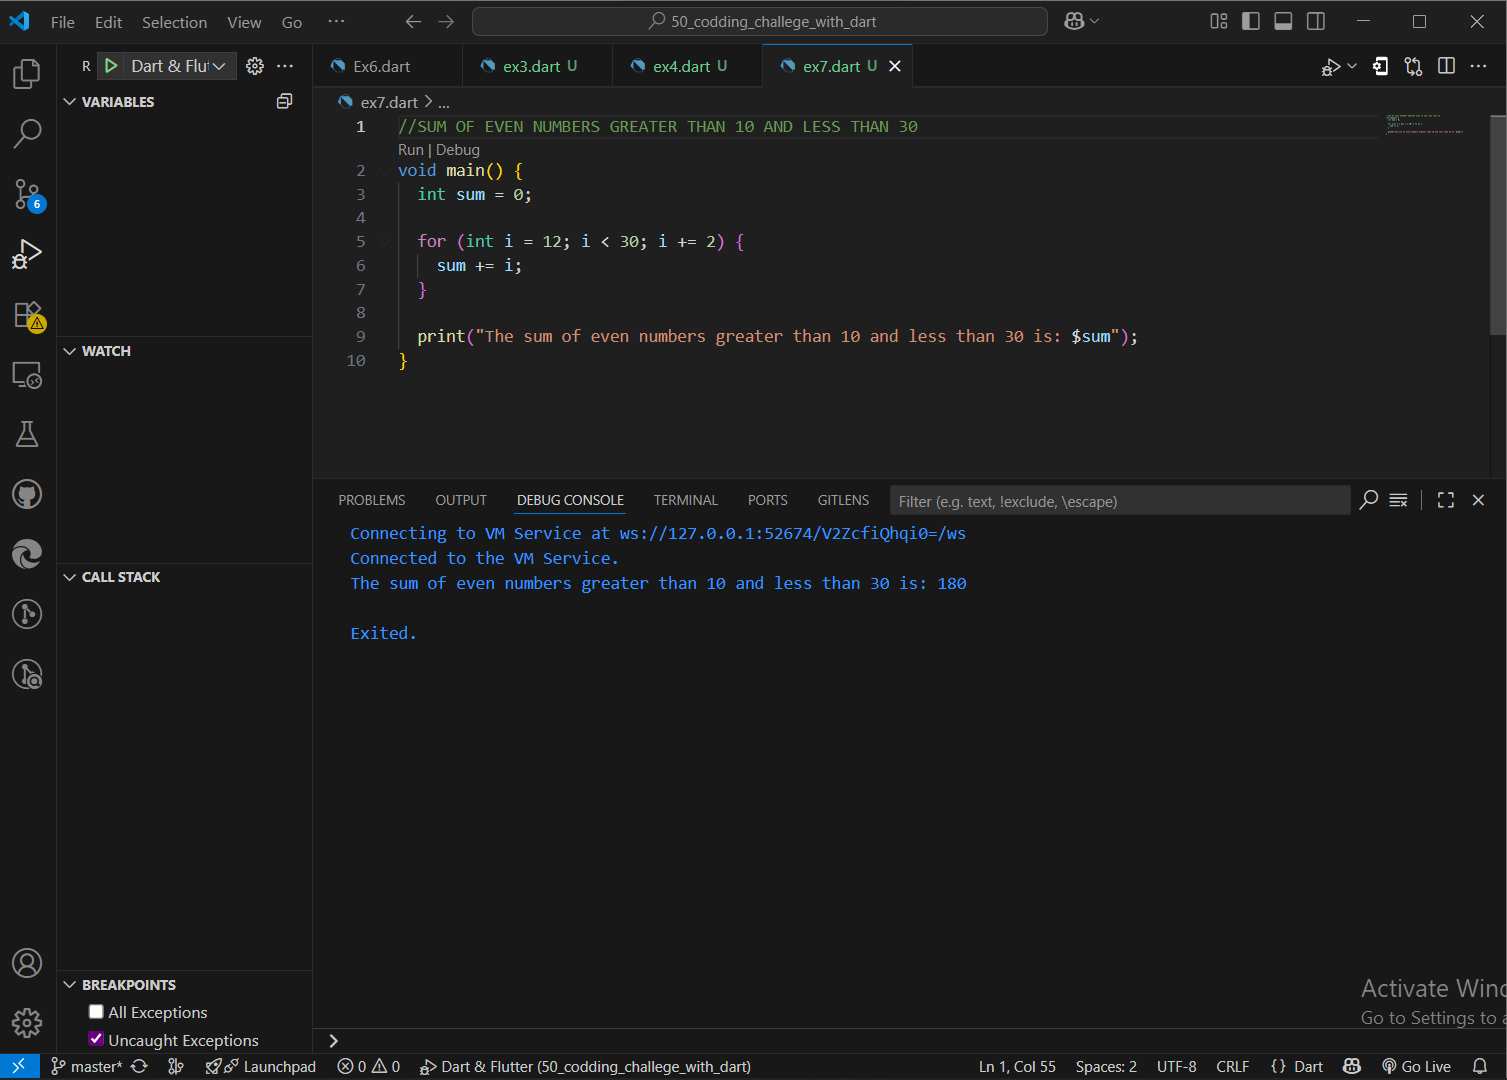 File Edit Selection View Go ··· 50_codding_challege_with_dart
R Dart & Flut
Ex6.dart ex3.dart U ex4.dart U ex7.dart U
VARIABLES
ex7.dart > ...
1 //SUM OF EVEN NUMBERS GREATER THAN 10 AND LESS THAN 30
Run | Debug
2 void main() {
3 int sum = 0;
4
5 for (int i = 12; i < 30; i += 2) {
6 sum += i;
7 }
8
9 print("The sum of even numbers greater than 10 and less than 30 is: $sum");
10 }
6
WATCH
CALL STACK
BREAKPOINTS
All Exceptions
Uncaught Exceptions
PROBLEMS OUTPUT DEBUG CONSOLE TERMINAL PORTS GITLENS Filter (e.g. text, !exclude, \escape)
Connecting to VM Service at ws://127.0.0.1:52674/V2ZcfiQhqi0=/ws
Connected to the VM Service.
The sum of even numbers greater than 10 and less than 30 is: 180
Exited.
Activate Wind
Go to Settings to a
master* Launchpad 0 0 Dart & Flutter (50_codding_challege_with_dart) Ln 1, Col 55 Spaces: 2 UTF-8 CRLF {} Dart Go Live